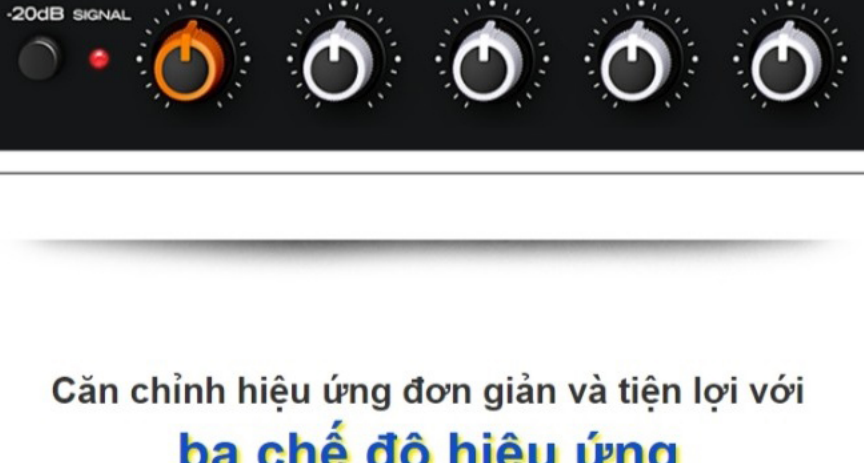 -20dB SIGNAL
Căn chỉnh hiệu ứng đơn giản và tiện lợi với
ba chế độ hiệu ứng